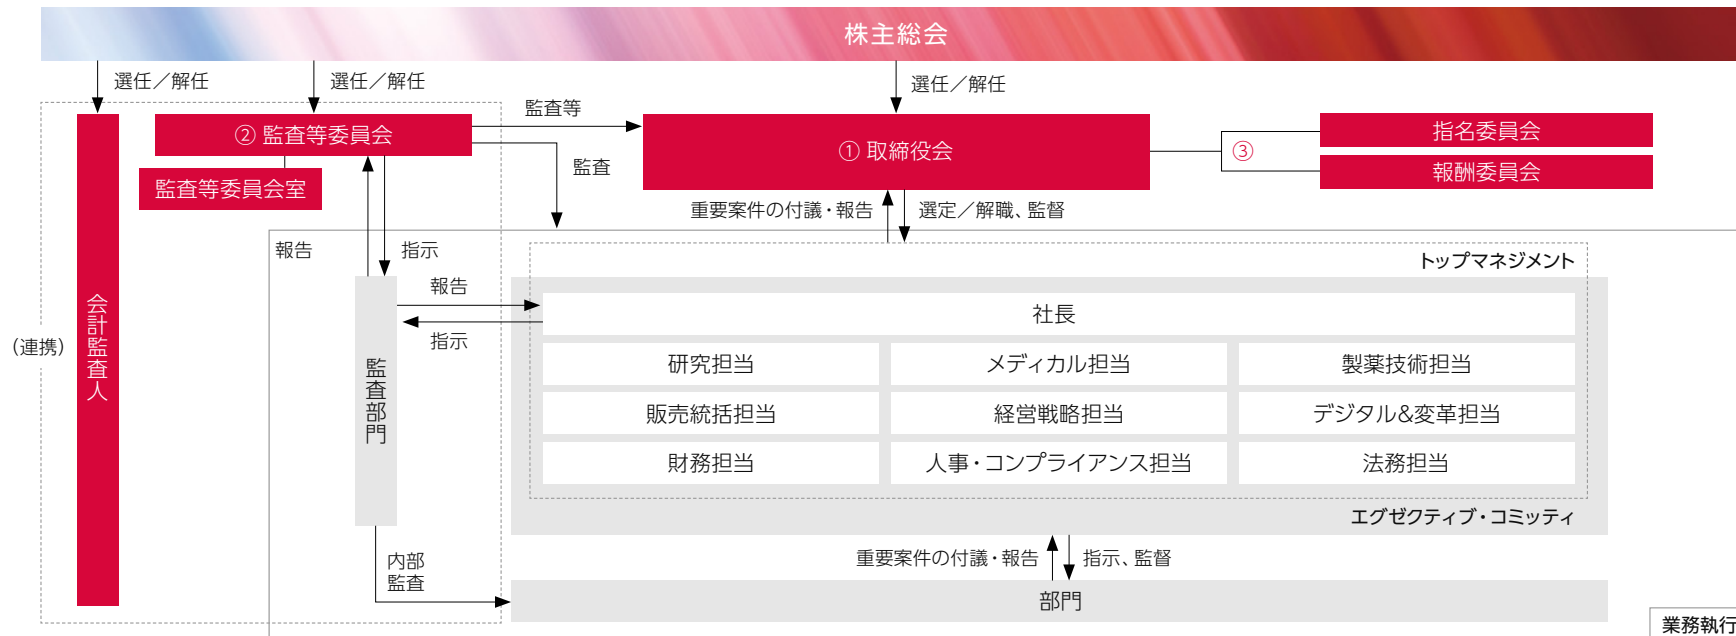 株主総会
選任／解任
選任／解任
選任／解任
② 監査等委員会
監査等
監査
① 取締役会
③
指名委員会
報酬委員会
監査等委員会室
重要案件の付議・報告
選定／解職、監督
報告
指示
トップマネジメント
報告
指示
社長
(連携)
会計監査人
監査部門
研究担当
メディカル担当
製薬技術担当
販売統括担当
経営戦略担当
デジタル&変革担当
財務担当
人事・コンプライアンス担当
法務担当
エグゼクティブ・コミッティ
内部
監査
重要案件の付議・報告
指示、監督
部門
業務執行